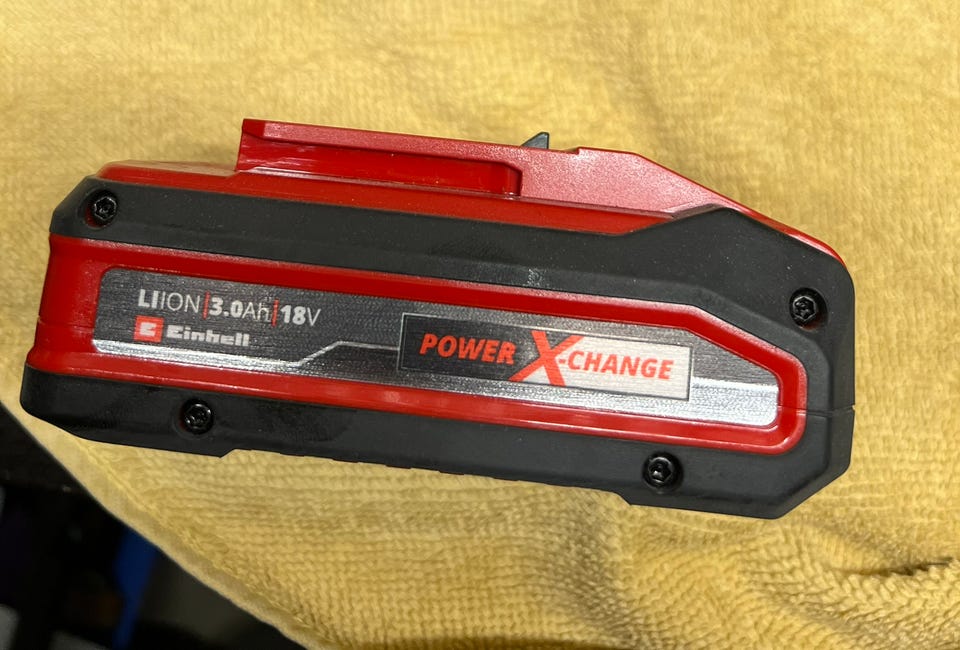 LIION | 3.0Ah | 18V
Einhell
POWER X-CHANGE